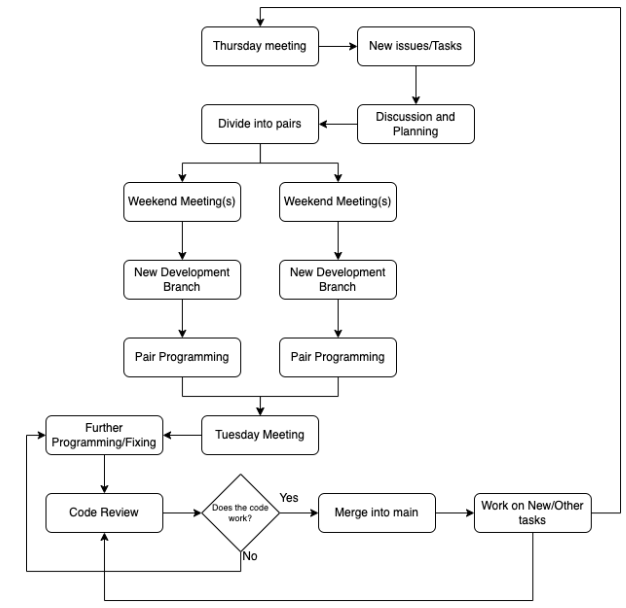 Thursday meeting
New issues/Tasks
Divide into pairs
Discussion and
Planning
Weekend Meeting(s)
Weekend Meeting(s)
New Development
Branch
New Development
Branch
Pair Programming
Pair Programming
Further
Programming/Fixing
Tuesday Meeting
Code Review
Does the code
work?
Yes
No
Merge into main
Work on New/Other
tasks